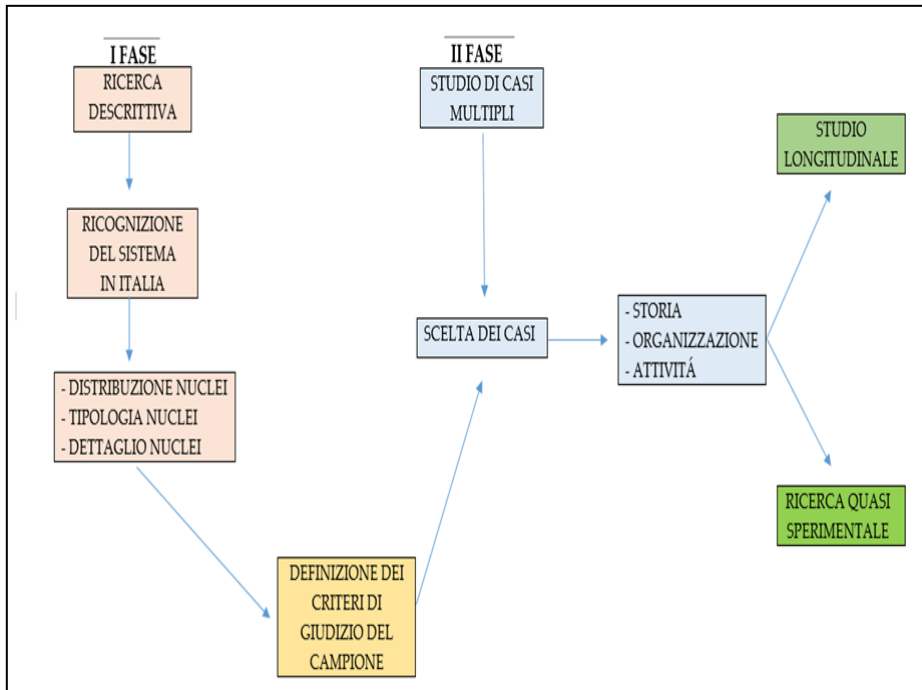 I FASE
RICERCA
DESCRITTIVA
RICOGNIZIONE
DEL SISTEMA
IN ITALIA
- DISTRIBUZIONE NUCLEI
- TIPOLOGIA NUCLEI
- DETTAGLIO NUCLEI
DEFINIZIONE DEI
CRITERI DI
GIUDIZIO DEL
CAMPIONE
II FASE
STUDIO DI CASI
MULTIPLI
SCELTA DEI CASI
- STORIA
- ORGANIZZAZIONE
- ATTIVITÁ
STUDIO
LONGITUDINALE
RICERCA QUASI
SPERIMENTALE